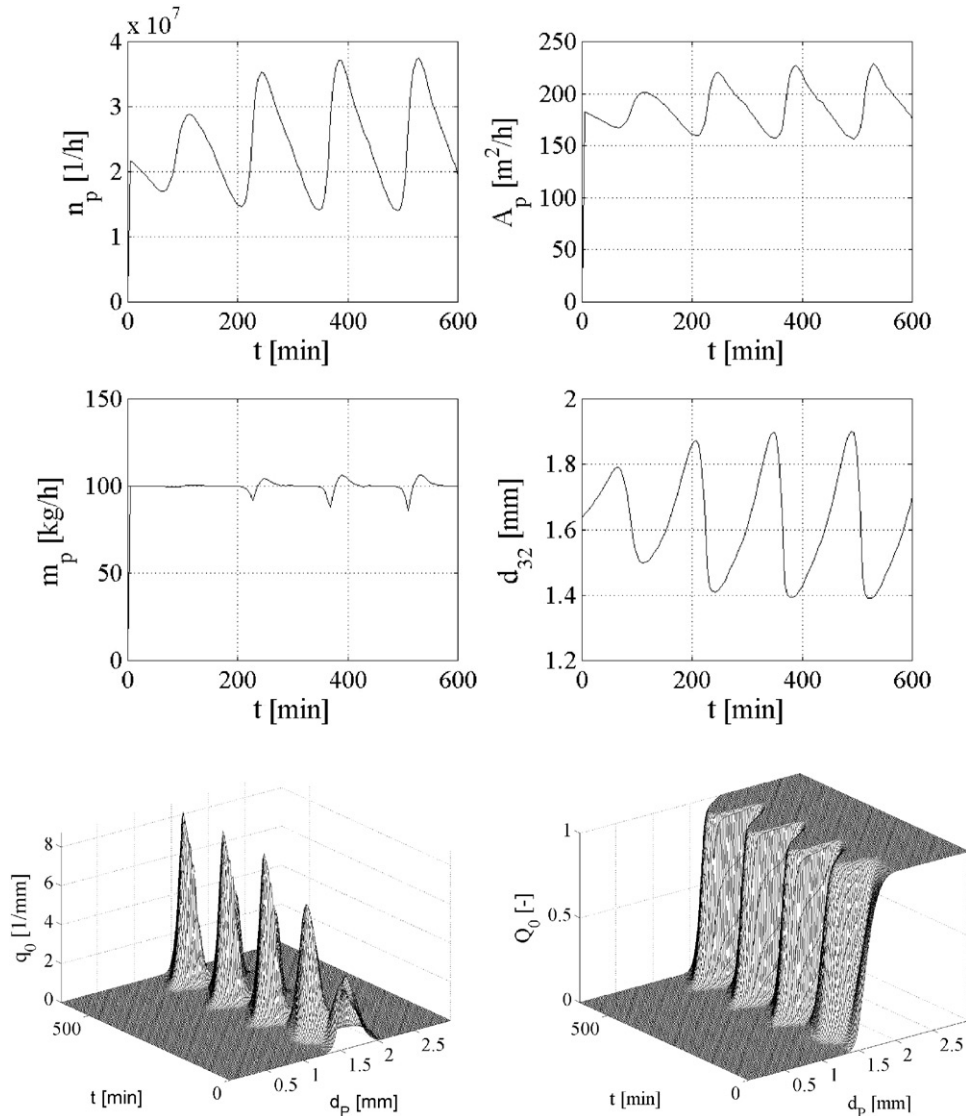 x 10^7
4
3
2
1
0
n_p [1/h]
0 200 400 600
t [min]
250
200
150
100
50
0
A_p [m^2/h]
0 200 400 600
t [min]
150
100
50
0
m_p [kg/h]
0 200 400 600
t [min]
2
1.8
1.6
1.4
1.2
d_32 [mm]
0 200 400 600
t [min]
8
6
4
2
0
q_0 [1/mm]
500
0
t [min]
0.5
1
1.5
2
2.5
d_P [mm]
1
0.5
0
Q_0 [-]
500
0
t [min]
0.5
1
1.5
2
2.5
d_P [mm]